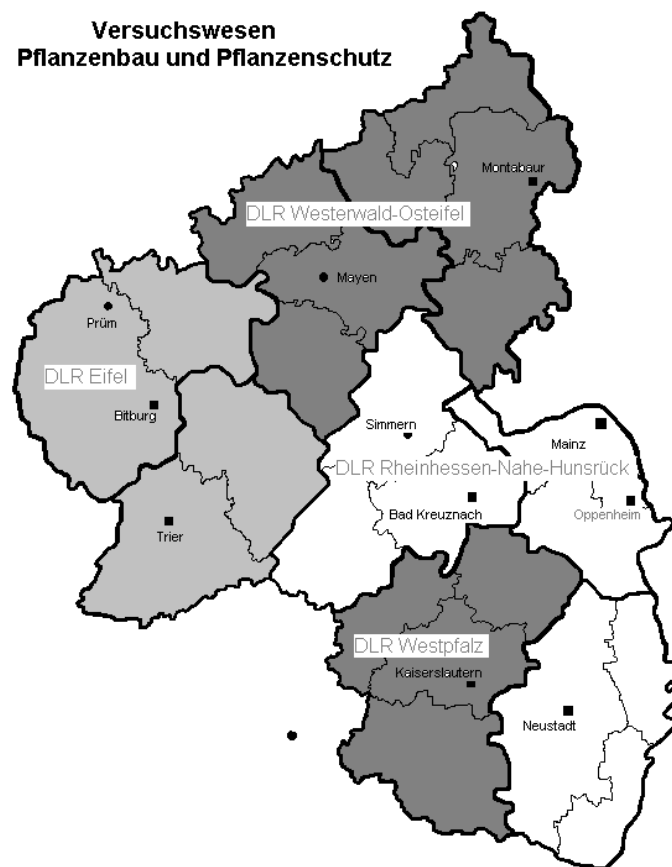 Versuchswesen
Pflanzenbau und Pflanzenschutz
Montabaur
DLR Westerwald-Osteifel
Mayen
Prüm
DLR Eifel
Bitburg
Simmern
Mainz
DLR Rheinhessen-Nahe-Hunsrück
Bad Kreuznach
Oppenheim
Trier
DLR Westpfalz
Kaiserslautern
Neustadt